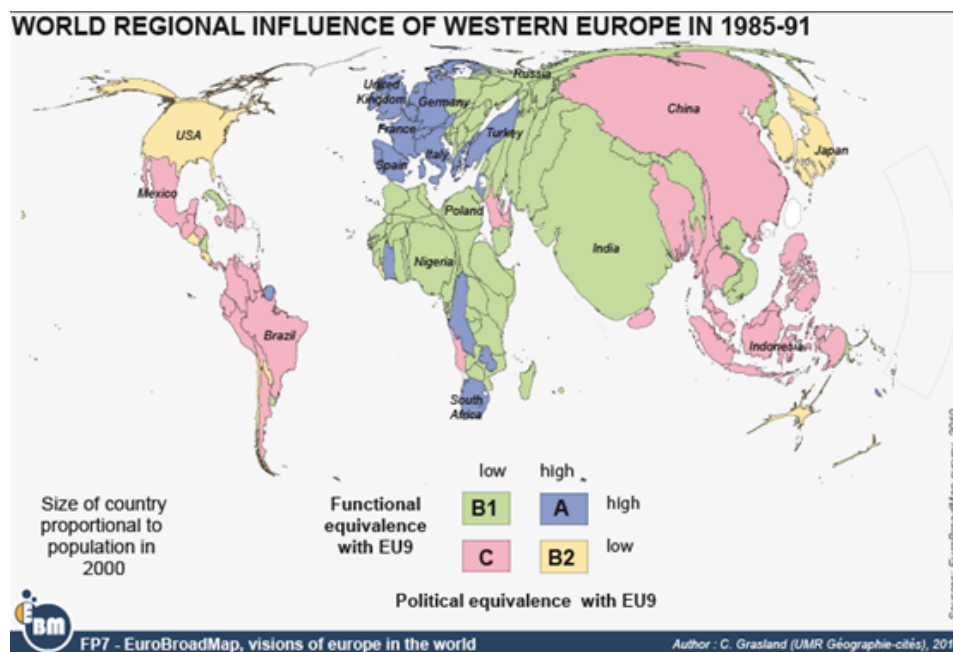 WORLD REGIONAL INFLUENCE OF WESTERN EUROPE IN 1985-91
Russia
United
Kingdom
Germany
China
USA
France
Turkey
Japan
Italy
Spain
Mexico
Poland
Nigeria
India
Brazil
Indonesia
South
Africa
low high
Size of country
proportional to
population in
2000
Functional
equivalence
with EU9
B1 A high
C B2 low
Political equivalence with EU9
EBM
FP7 - EuroBroadMap, visions of europe in the world
Author : C. Grasland (UMR Géographie-cités), 201